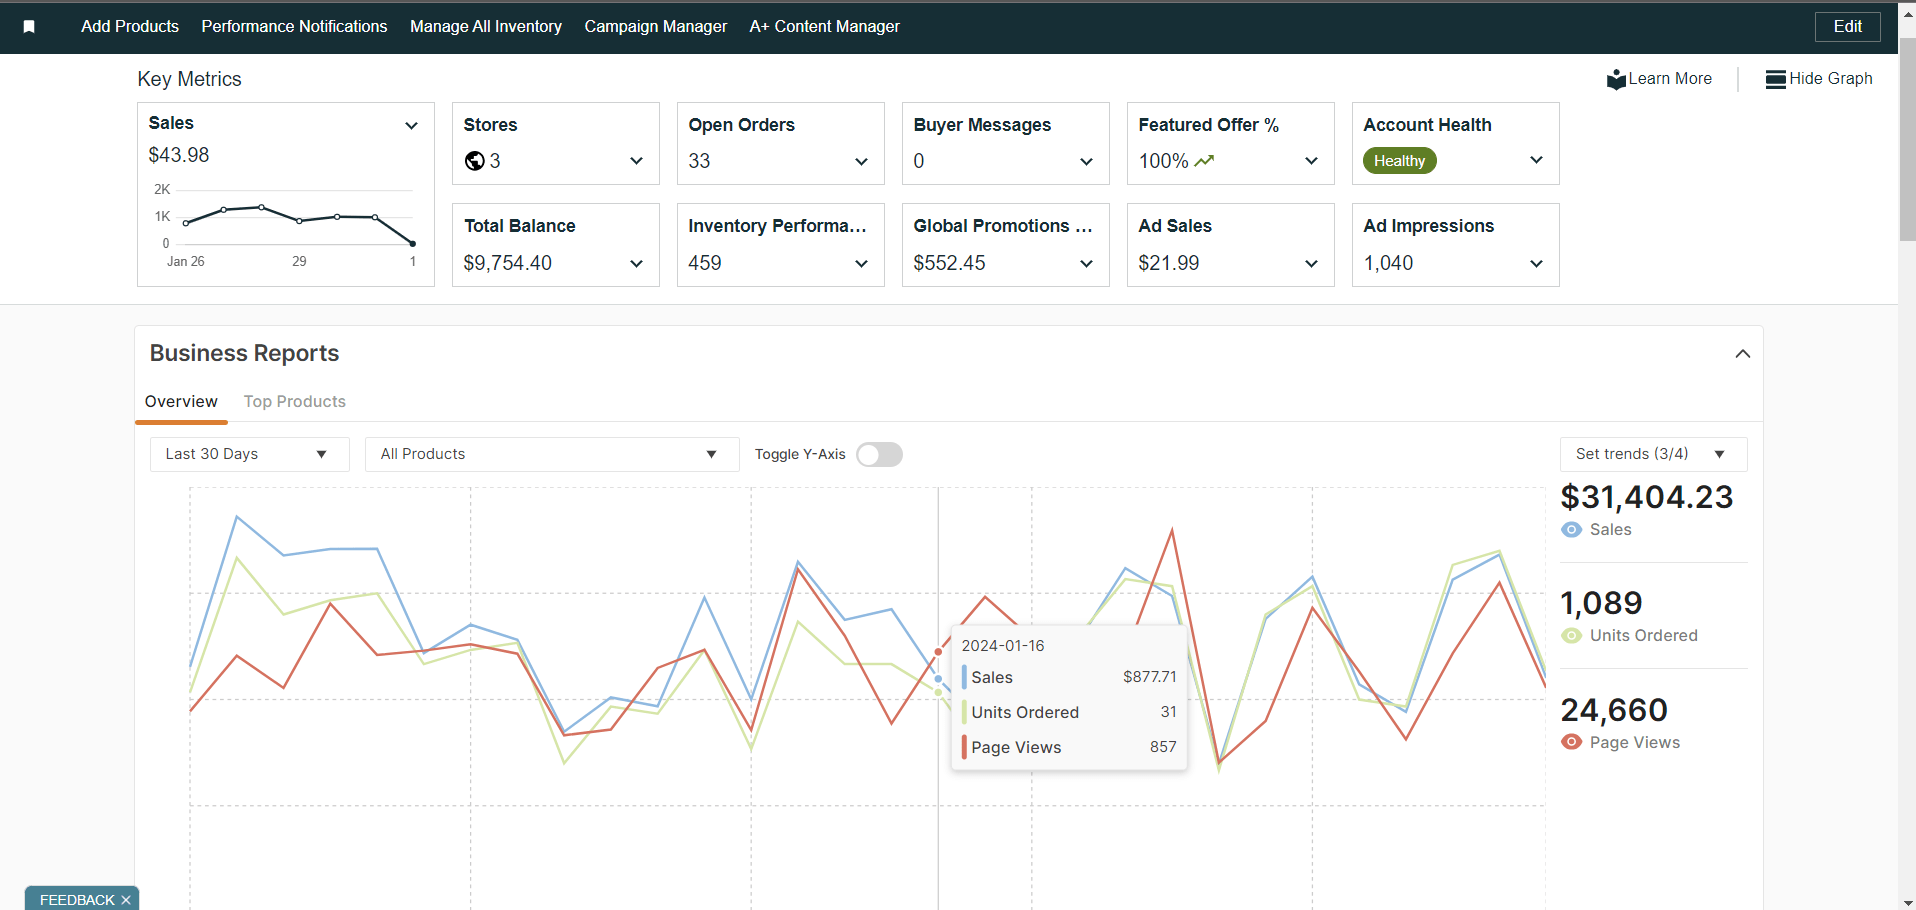 Add Products Performance Notifications Manage All Inventory Campaign Manager A+ Content Manager Edit
Key Metrics Learn More Hide Graph
Sales
$43.98
2K
1K
0
Jan 26 29 1
Stores
3
Open Orders
33
Buyer Messages
0
Featured Offer %
100%
Account Health
Healthy
Total Balance
$9,754.40
Inventory Performa...
459
Global Promotions ...
$552.45
Ad Sales
$21.99
Ad Impressions
1,040
Business Reports
Overview Top Products
Last 30 Days ▼ All Products ▼ Toggle Y-Axis Set trends (3/4) ▼
$31,404.23
Sales
1,089
Units Ordered
24,660
Page Views
2024-01-16
Sales $877.71
Units Ordered 31
Page Views 857
FEEDBACK ×